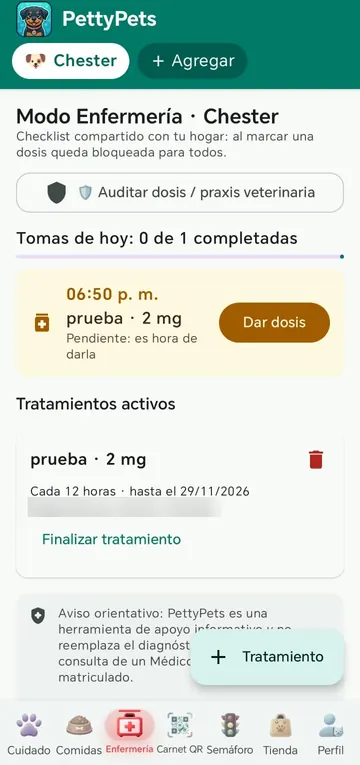 PettyPets
Chester
+ Agregar
Modo Enfermería · Chester
Checklist compartido con tu hogar: al marcar una
dosis queda bloqueada para todos.
Auditar dosis / praxis veterinaria
Tomas de hoy: 0 de 1 completadas
06:50 p. m.
prueba · 2 mg
Pendiente: es hora de
darla
Dar dosis
Tratamientos activos
prueba · 2 mg
Cada 12 horas · hasta el 29/11/2026
Finalizar tratamiento
Aviso orientativo: PettyPets es una
herramienta de apoyo informativo y no
reemplaza el
consulta de un
matriculado.
+ Tratamiento
Cuidado
Comidas
Enfermería
Carnet QR
Semáforo
Tienda
Perfil